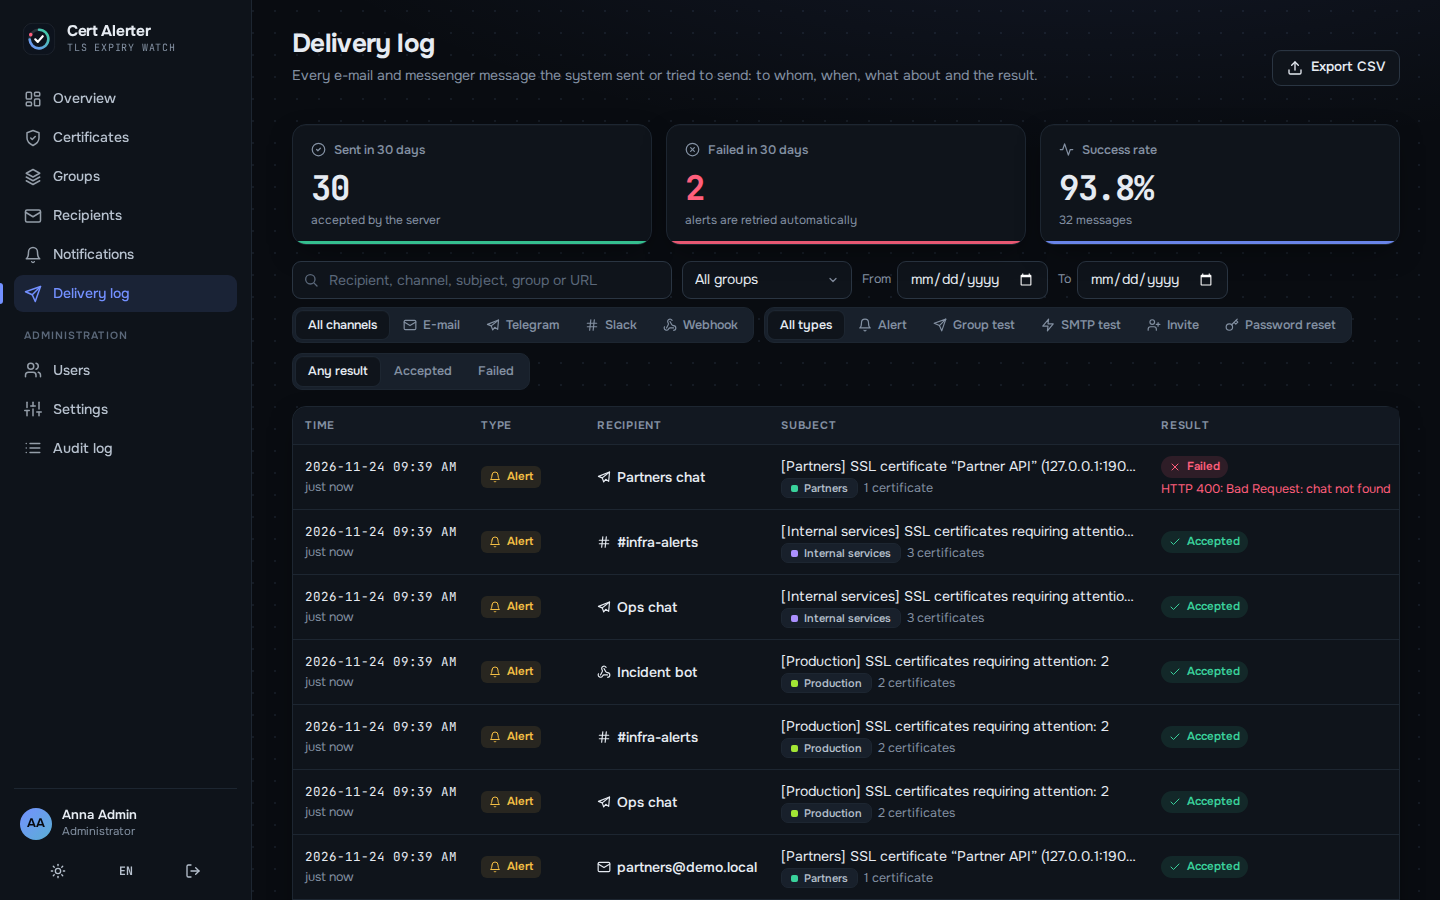 Cert Alerter
TLS EXPIRY WATCH
Overview
Certificates
Groups
Recipients
Notifications
Delivery log
ADMINISTRATION
Users
Settings
Audit log
AA
Anna Admin
Administrator
EN
Delivery log
Every e-mail and messenger message the system sent or tried to send: to whom, when, what about and the result.
Export CSV
Sent in 30 days
30
accepted by the server
Failed in 30 days
2
alerts are retried automatically
Success rate
93.8%
32 messages
Recipient, channel, subject, group or URL
All groups
From
mm/dd/yyyy
To
mm/dd/yyyy
All channels E-mail Telegram Slack Webhook
All types Alert Group test SMTP test Invite Password reset
Any result Accepted Failed
TIME TYPE RECIPIENT SUBJECT RESULT
2026-11-24 09:39 AM
just now
Alert
Partners chat
[Partners] SSL certificate “Partner API” (127.0.0.1:190...
Partners 1 certificate
Failed
HTTP 400: Bad Request: chat not found
2026-11-24 09:39 AM
just now
Alert
#infra-alerts
[Internal services] SSL certificates requiring attentio...
Internal services 3 certificates
Accepted
2026-11-24 09:39 AM
just now
Alert
Ops chat
[Internal services] SSL certificates requiring attentio...
Internal services 3 certificates
Accepted
2026-11-24 09:39 AM
just now
Alert
Incident bot
[Production] SSL certificates requiring attention: 2
Production 2 certificates
Accepted
2026-11-24 09:39 AM
just now
Alert
#infra-alerts
[Production] SSL certificates requiring attention: 2
Production 2 certificates
Accepted
2026-11-24 09:39 AM
just now
Alert
Ops chat
[Production] SSL certificates requiring attention: 2
Production 2 certificates
Accepted
2026-11-24 09:39 AM
just now
Alert
partners@demo.local
[Partners] SSL certificate “Partner API” (127.0.0.1:190...
Partners 1 certificate
Accepted